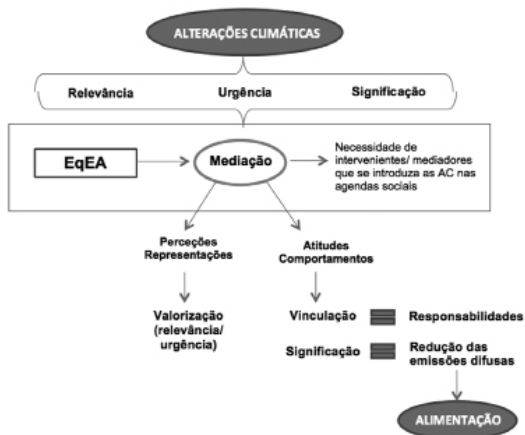 ALTERAÇÕES CLIMÁTICAS
Relevância Urgência Significação
EqEA
Mediação
Necessidade de
intervenientes/ mediadores
que se introduza as AC nas
agendas sociais
Perceções
Representações
Atitudes
Comportamentos
Valorização
(relevância/
urgência)
Vinculação
Responsabilidades
Significação
Redução das
emissões difusas
ALIMENTAÇÃO